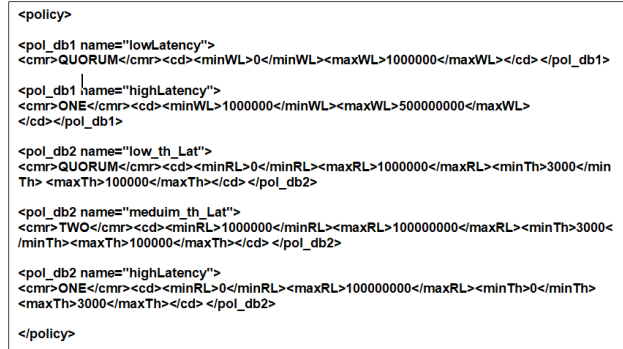 <policy>
<pol_db1 name="lowLatency">
<cmr>QUORUM</cmr><cd><minWL>0</minWL><maxWL>1000000</maxWL></cd></pol_db1>
<pol_db1 name="highLatency">
<cmr>ONE</cmr><cd><minWL>1000000</minWL><maxWL>500000000</maxWL>
</cd></pol_db1>
<pol_db2 name="low_th_Lat">
<cmr>QUORUM</cmr><cd><minRL>0</minRL><maxRL>1000000</maxRL><minTh>3000</min
Th> <maxTh>100000</maxTh></cd> </pol_db2>
<pol_db2 name="meduim_th_Lat">
<cmr>TWO</cmr><cd><minRL>1000000</minRL><maxRL>100000000</maxRL><minTh>3000<
/minTh><maxTh>100000</maxTh></cd> </pol_db2>
<pol_db2 name="highLatency">
<cmr>ONE</cmr><cd><minRL>0</minRL><maxRL>100000000</maxRL><minTh>0</minTh>
<maxTh>3000</maxTh></cd> </pol_db2>
</policy>